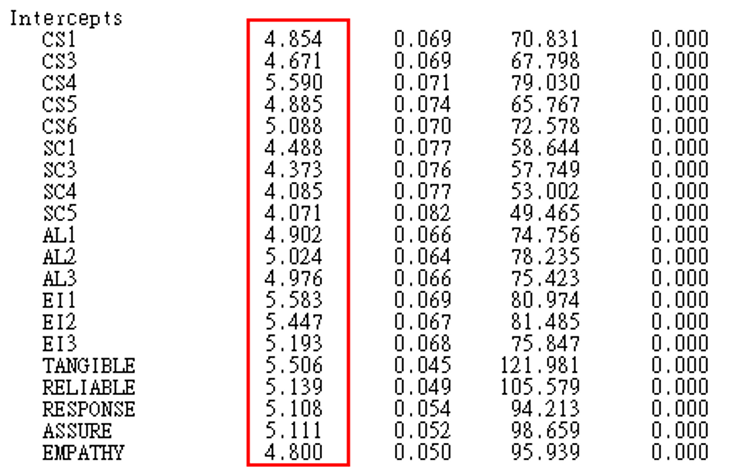 Intercepts
CS1 4.854 0.069 70.831 0.000
CS3 4.671 0.069 67.798 0.000
CS4 5.590 0.071 79.030 0.000
CS5 4.885 0.074 65.767 0.000
CS6 5.088 0.070 72.578 0.000
SC1 4.488 0.077 58.644 0.000
SC3 4.373 0.076 57.749 0.000
SC4 4.085 0.077 53.002 0.000
SC5 4.071 0.082 49.465 0.000
AL1 4.902 0.066 74.756 0.000
AL2 5.024 0.064 78.235 0.000
AL3 4.976 0.066 75.423 0.000
EI1 5.583 0.069 80.974 0.000
EI2 5.447 0.067 81.485 0.000
EI3 5.193 0.068 75.847 0.000
TANGIBLE 5.506 0.045 121.981 0.000
RELIABLE 5.139 0.049 105.579 0.000
RESPONSE 5.108 0.054 94.213 0.000
ASSURE 5.111 0.052 98.659 0.000
EMPATHY 4.800 0.050 95.939 0.000